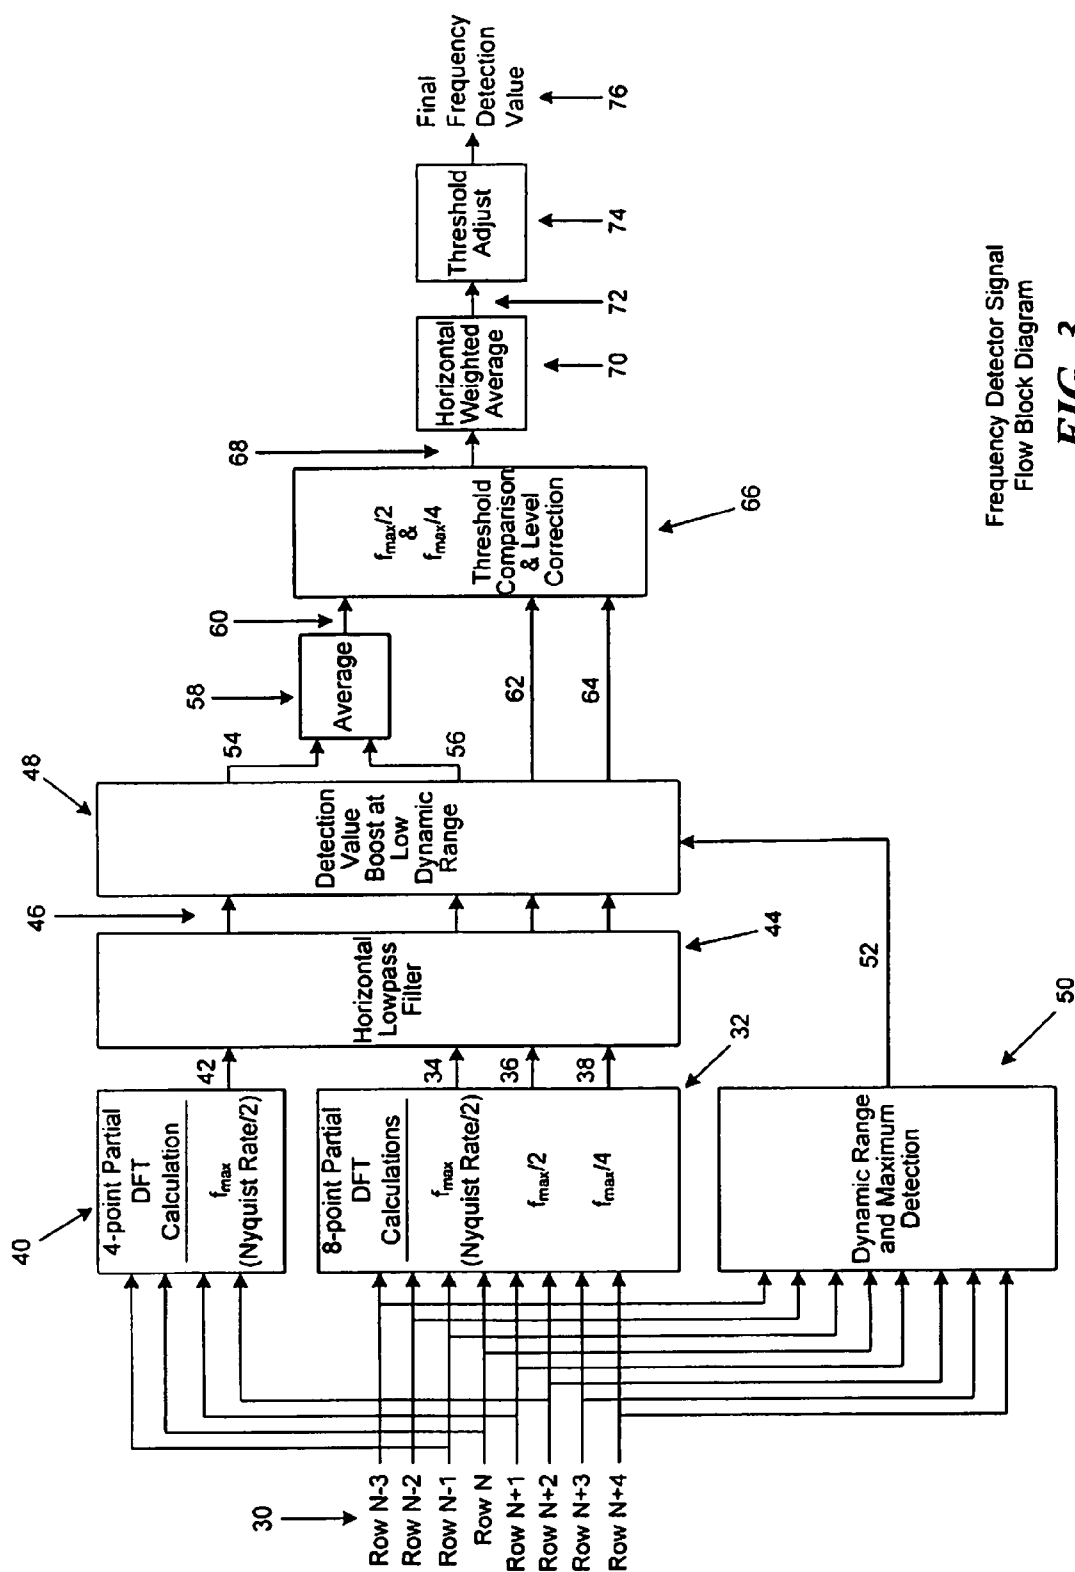 30
Row N-3
Row N-2
Row N-1
Row N
Row N+1
Row N+2
Row N+3
Row N+4
40
4-point Partial
DFT
Calculation
fmax
(Nyquist Rate/2)
42
8-point Partial
DFT
Calculations
fmax
(Nyquist Rate/2)
fmax/2
fmax/4
34
36
38
32
Dynamic Range
and Maximum
Detection
50
52
Horizontal
Lowpass
Filter
44
46
48
Detection
Value
Boost at
Low
Dynamic
Range
54
56
58
Average
60
62
64
fmax/2
&
fmax/4
Threshold
Comparison
& Level
Correction
66
68
Horizontal
Weighted
Average
70
72
Threshold
Adjust
74
Final
Frequency
Detection
Value
76
Frequency Detector Signal
Flow Block Diagram
FIG. 3